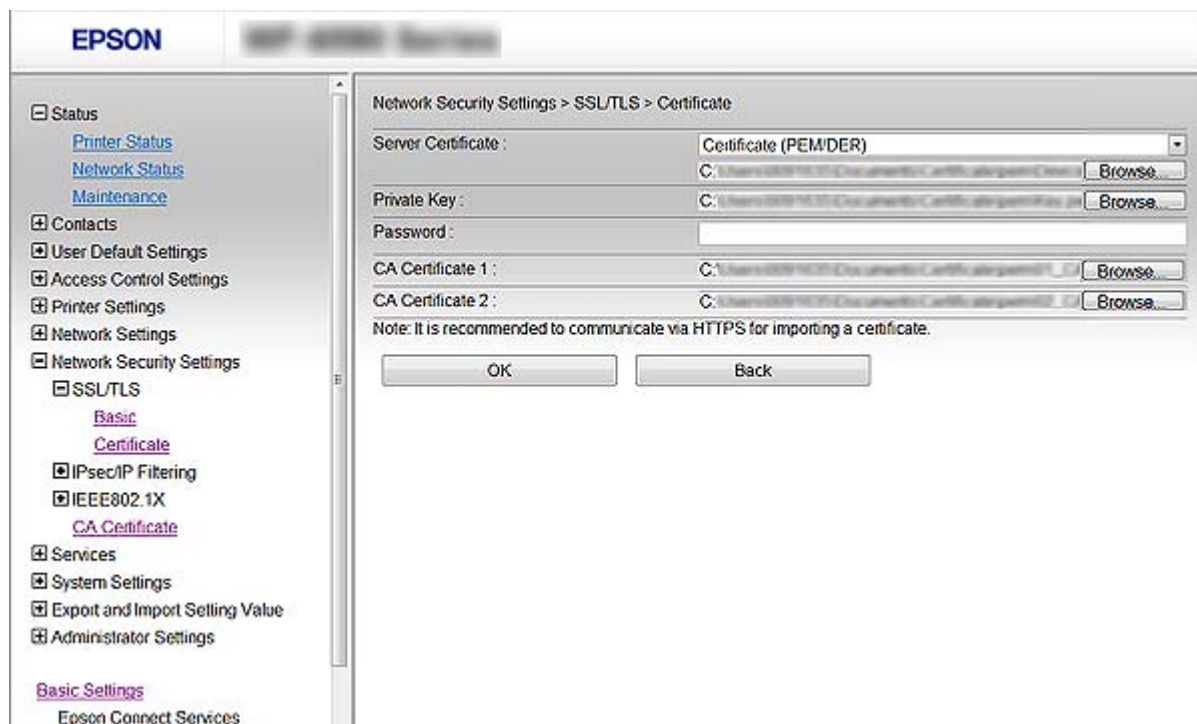 EPSON
Status
Printer Status
Network Status
Maintenance
Contacts
User Default Settings
Access Control Settings
Printer Settings
Network Settings
Network Security Settings
SSL/TLS
Basic
Certificate
IPsec/IP Filtering
IEEE802.1X
CA Certificate
Services
System Settings
Export and Import Setting Value
Administrator Settings
Basic Settings
Epson Connect Services
Network Security Settings > SSL/TLS > Certificate
Server Certificate : Certificate (PEM/DER)
C: Browse...
Private Key : C: Browse...
Password :
CA Certificate 1 : C: Browse...
CA Certificate 2 : C: Browse...
Note: It is recommended to communicate via HTTPS for importing a certificate.
OK Back